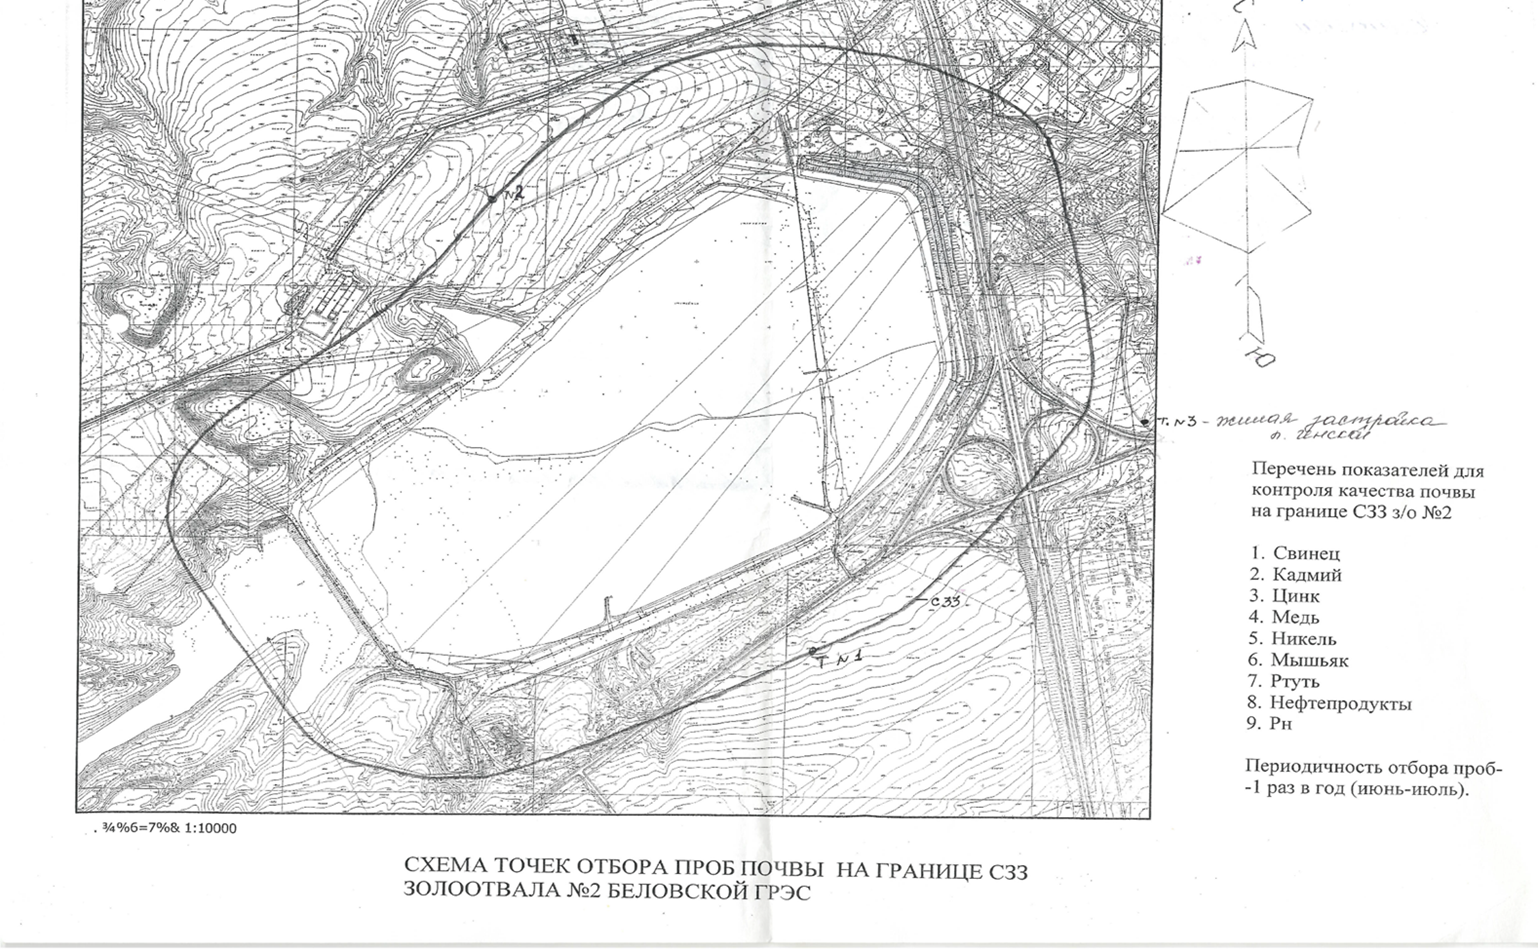 С
N2
Т. N3 - жилая застройка
п. Инской
Перечень показателей для
контроля качества почвы
на границе СЗЗ з/о №2
1. Свинец
2. Кадмий
3. Цинк
4. Медь
5. Никель
6. Мышьяк
7. Ртуть
8. Нефтепродукты
9. Рн
Периодичность отбора проб-
-1 раз в год (июнь-июль).
Ю
СЗЗ
Т N1
. ¾%6=7%& 1:10000
СХЕМА ТОЧЕК ОТБОРА ПРОБ ПОЧВЫ НА ГРАНИЦЕ СЗЗ
ЗОЛООТВАЛА №2 БЕЛОВСКОЙ ГРЭС